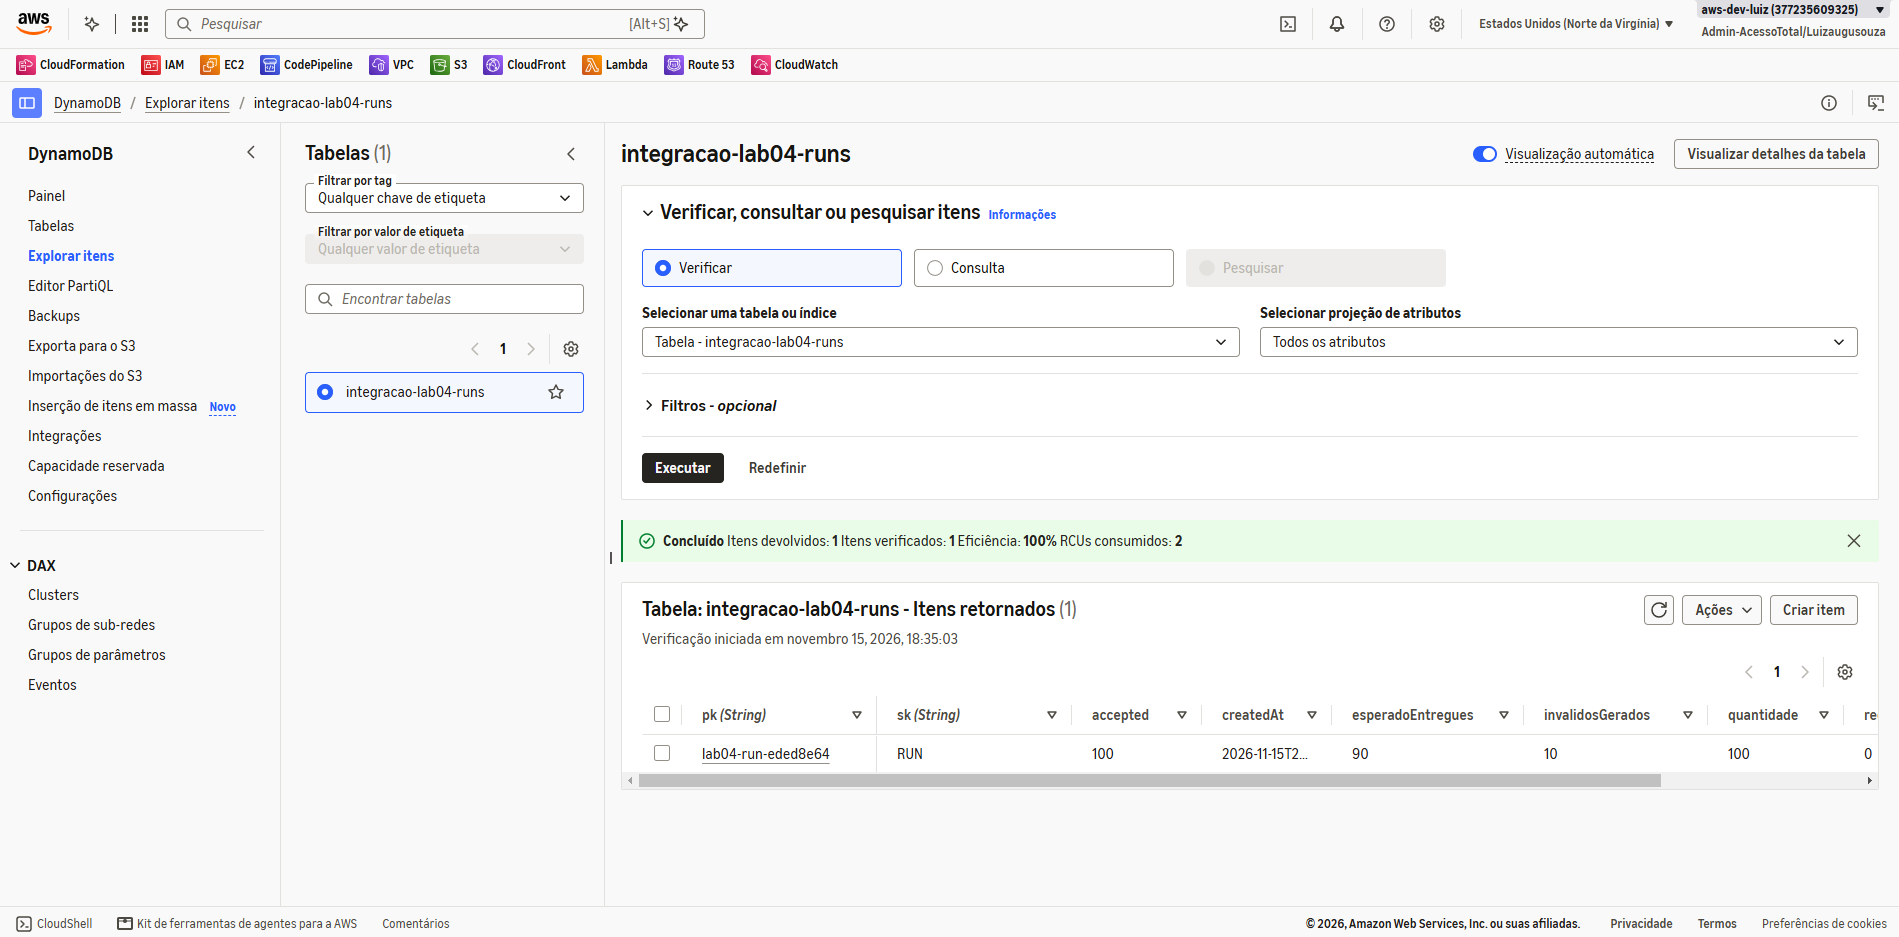 aws
Pesquisar
[Alt+S]
Estados Unidos (Norte da Virgínia)
aws-dev-luiz (377235609325)
Admin-AcessoTotal/Luizaugusouza
CloudFormation
IAM
EC2
CodePipeline
VPC
S3
CloudFront
Lambda
Route 53
CloudWatch
DynamoDB / Explorar itens / integracao-lab04-runs
DynamoDB
Painel
Tabelas
Explorar itens
Editor PartiQL
Backups
Exporta para o S3
Importações do S3
Inserção de itens em massa Novo
Integrações
Capacidade reservada
Configurações
DAX
Clusters
Grupos de sub-redes
Grupos de parâmetros
Eventos
Tabelas (1)
Filtrar por tag
Qualquer chave de etiqueta
Filtrar por valor de etiqueta
Qualquer valor de etiqueta
Encontrar tabelas
1
integracao-lab04-runs
integracao-lab04-runs
Visualização automática
Visualizar detalhes da tabela
Verificar, consultar ou pesquisar itens Informações
Verificar
Consulta
Pesquisar
Selecionar uma tabela ou índice
Tabela - integracao-lab04-runs
Selecionar projeção de atributos
Todos os atributos
Filtros - opcional
Executar
Redefinir
Concluído Itens devolvidos: 1 Itens verificados: 1 Eficiência: 100% RCUs consumidos: 2
Tabela: integracao-lab04-runs - Itens retornados (1)
Verificação iniciada em novembro 15, 2026, 18:35:03
Ações
Criar item
1
pk (String) sk (String) accepted createdAt esperadoEntregues invalidosGerados quantidade re
lab04-run-eded8e64 RUN 100 2026-11-15T2... 90 10 100 0
CloudShell
Kit de ferramentas de agentes para a AWS
Comentários
© 2026, Amazon Web Services, Inc. ou suas afiliadas.
Privacidade
Termos
Preferências de cookies